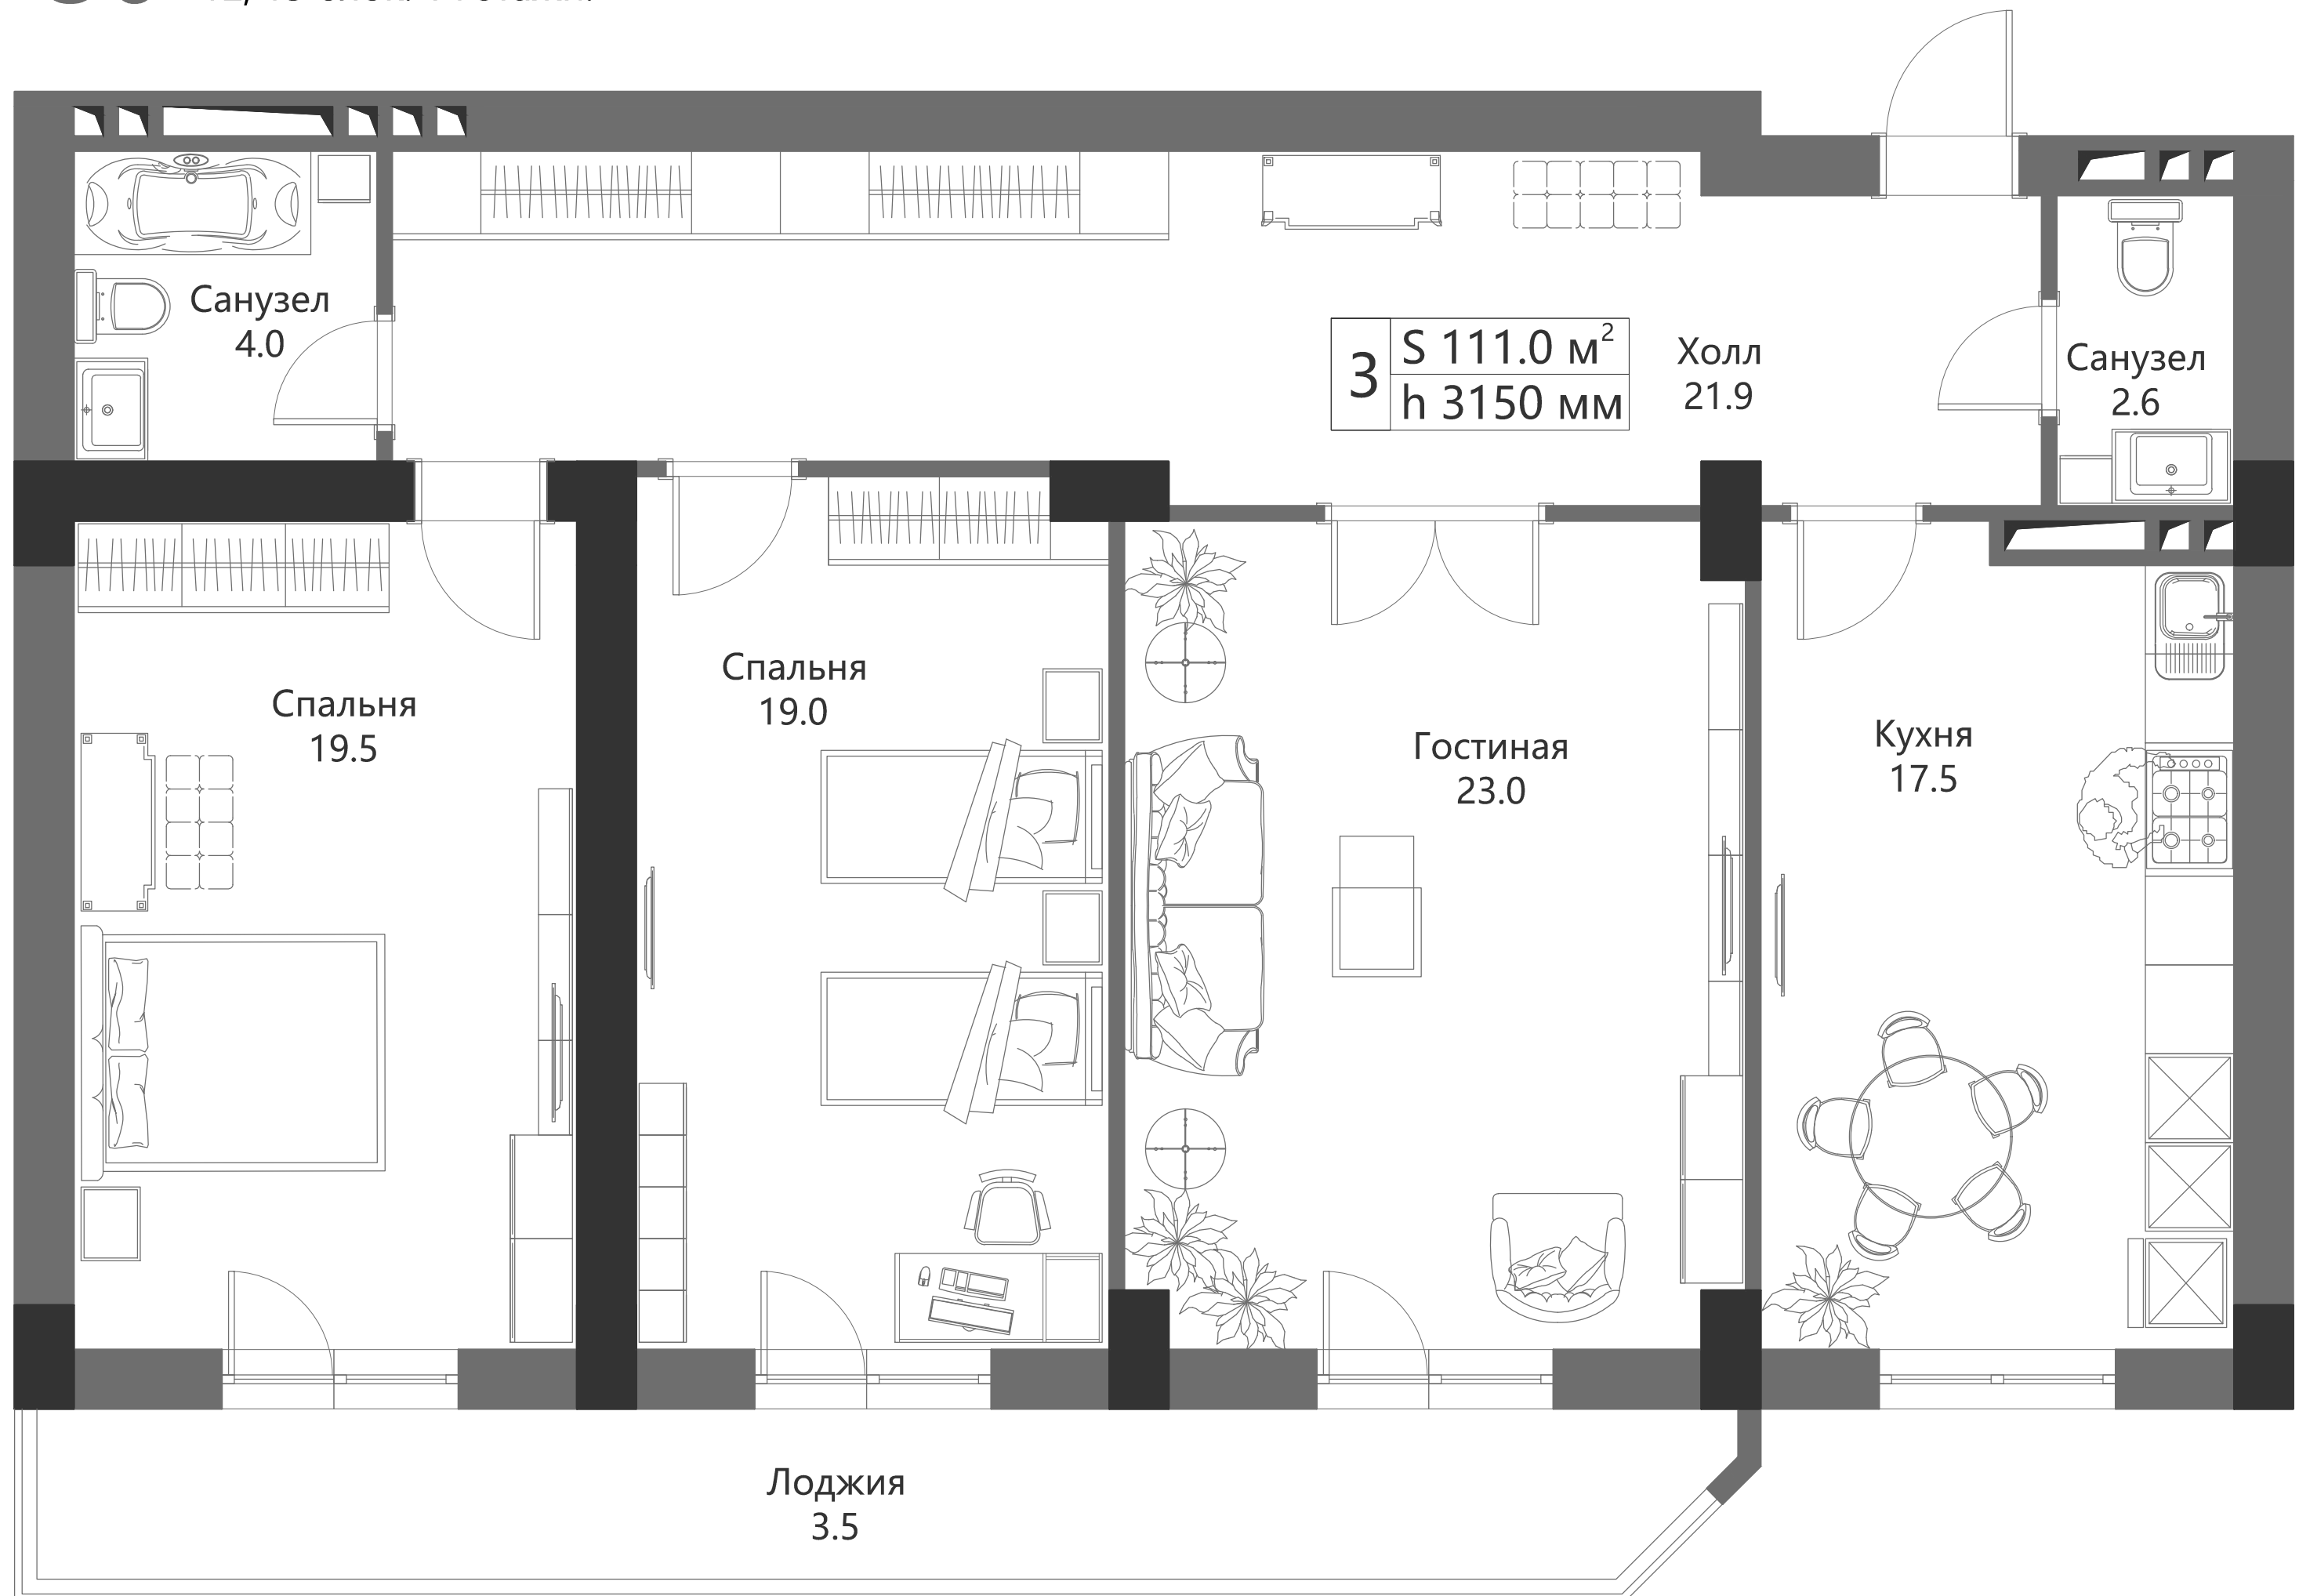 Санузел
4.0
3
S 111.0 м²
h 3150 мм
Холл
21.9
Санузел
2.6
Спальня
19.5
Спальня
19.0
Гостиная
23.0
Кухня
17.5
Лоджия
3.5